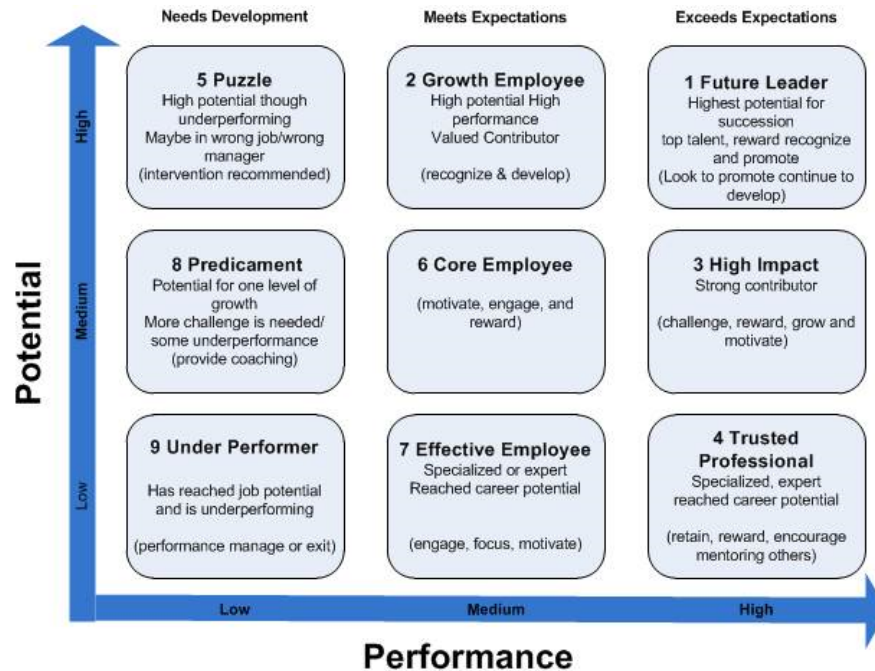 Needs Development
Meets Expectations
Exceeds Expectations
5 Puzzle
High potential though
underperforming
Maybe in wrong job/wrong
manager
(intervention recommended)
2 Growth Employee
High potential High
performance
Valued Contributor
(recognize & develop)
1 Future Leader
Highest potential for
succession
top talent, reward recognize
and promote
(Look to promote continue to
develop)
High
8 Predicament
Potential for one level of
growth
More challenge is needed/
some underperformance
(provide coaching)
6 Core Employee
(motivate, engage, and
reward)
3 High Impact
Strong contributor
(challenge, reward, grow and
motivate)
Potential
Medium
9 Under Performer
Has reached job potential
and is underperforming
(performance manage or exit)
7 Effective Employee
Specialized or expert
Reached career potential
(engage, focus, motivate)
4 Trusted
Professional
Specialized, expert
reached career potential
(retain, reward, encourage
mentoring others)
Low
Low
Medium
High
Performance